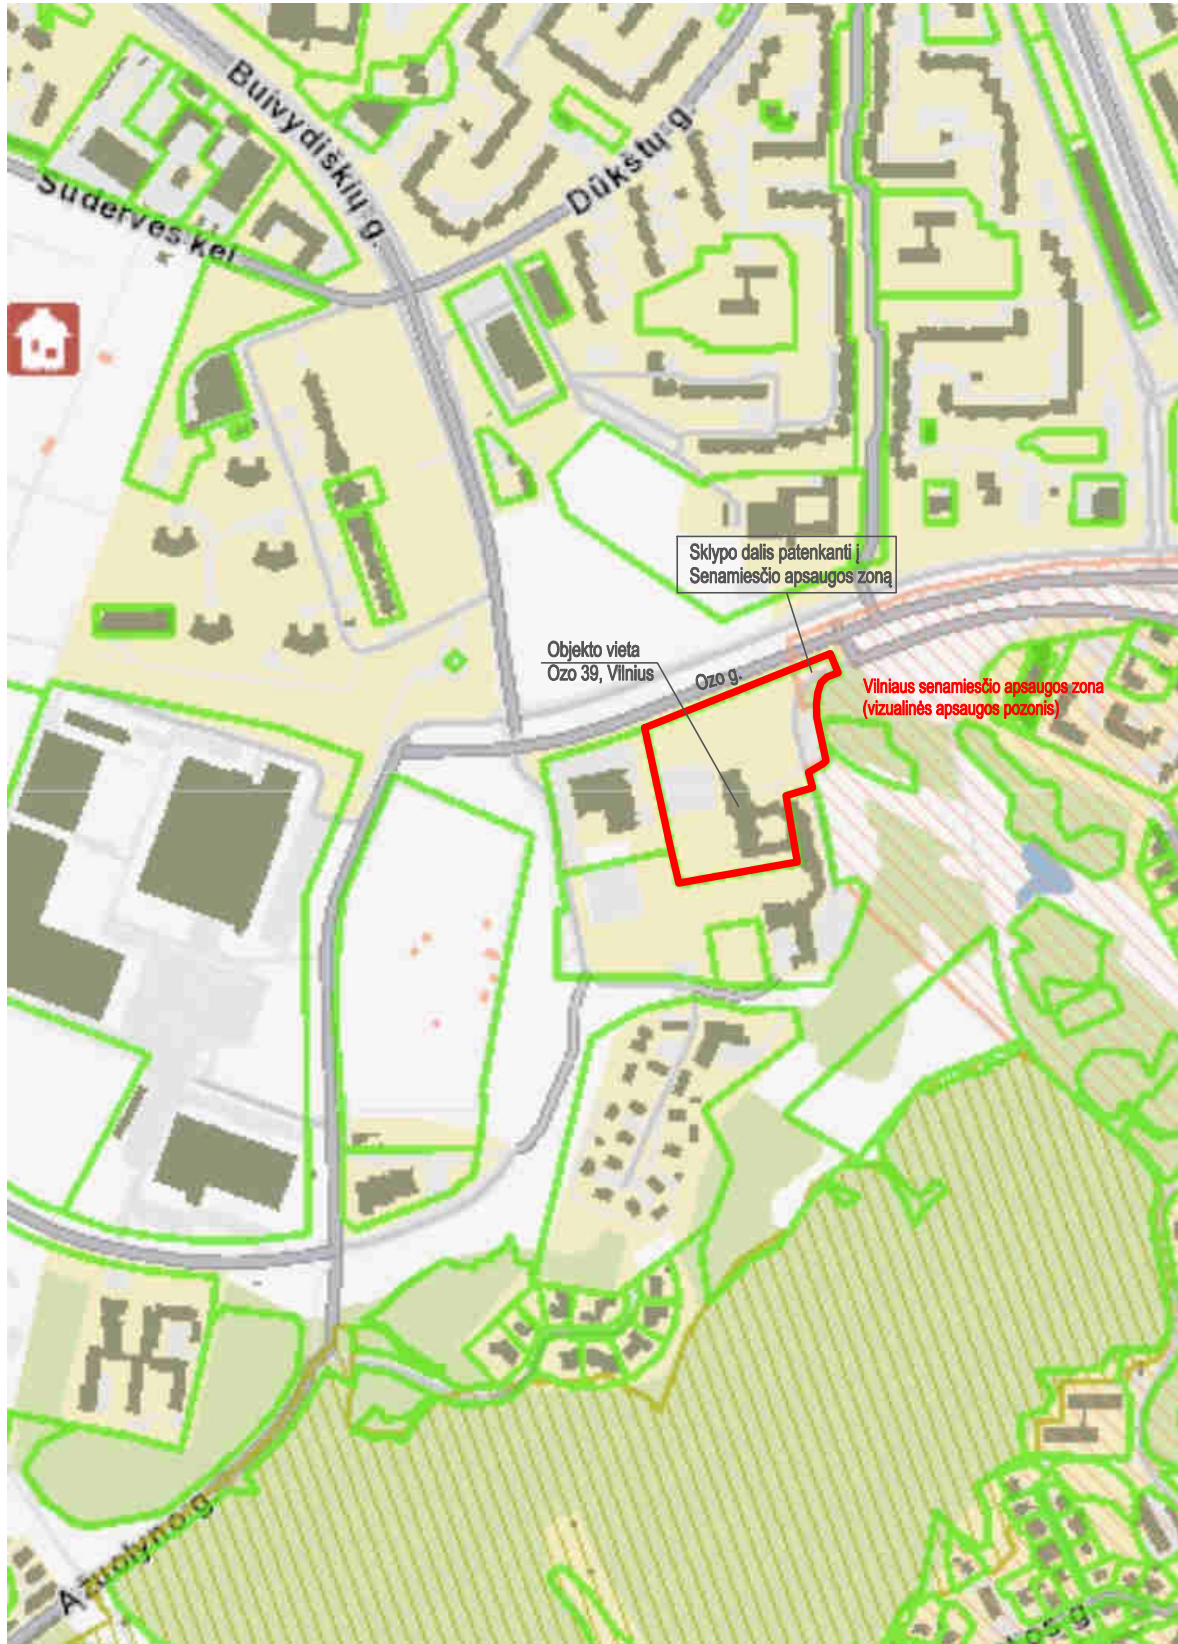 Buivydiškių g.
Dūkštų g.
Sudervės kel
Sklypo dalis patenkanti į
Senamiesčio apsaugos zoną
Objekto vieta
Ozo 39, Vilnius
Ozo g.
Vilniaus senamiesčio apsaugos zona
(vizualinės apsaugos pozonis)
Ąžuolyno g.